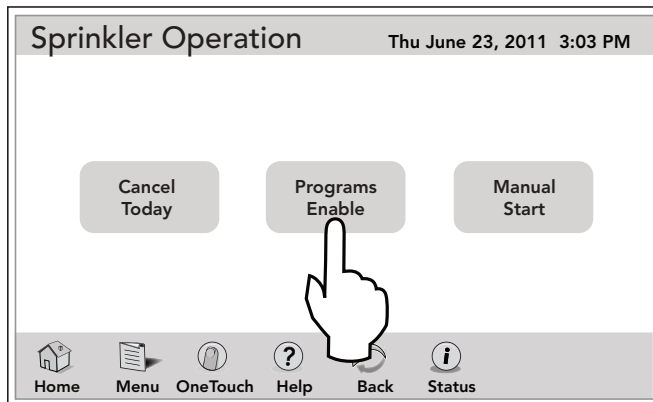 Sprinkler Operation Thu June 23, 2011 3:03 PM
Cancel Today
Programs Enable
Manual Start
Home Menu OneTouch Help Back Status